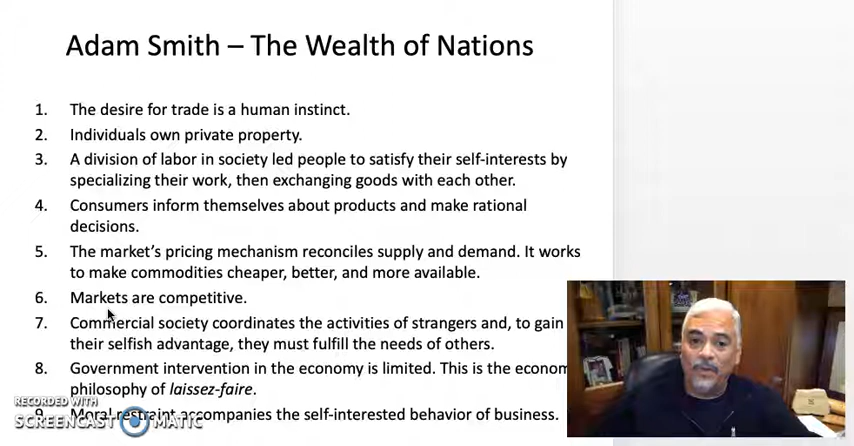 Adam Smith – The Wealth of Nations
1. The desire for trade is a human instinct.
2. Individuals own private property.
3. A division of labor in society led people to satisfy their self-interests by
specializing their work, then exchanging goods with each other.
4. Consumers inform themselves about products and make rational
decisions.
5. The market's pricing mechanism reconciles supply and demand. It works
to make commodities cheaper, better, and more available.
6. Markets are competitive.
7. Commercial society coordinates the activities of strangers and, to gain
their selfish advantage, they must fulfill the needs of others.
8. Government intervention in the economy is limited. This is the econom
philosophy of laissez-faire.
9. Moral restraint accompanies the self-interested behavior of business.
RECORDED WITH
SCREENCAST MATIC